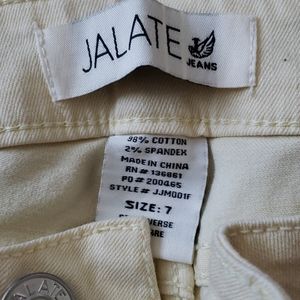 JALATE
JEANS
98% COTTON
2% SPANDEX
MADE IN CHINA
RN # 136861
PO# 200465
STYLE # JJM001F
SIZE: 7
JALATE